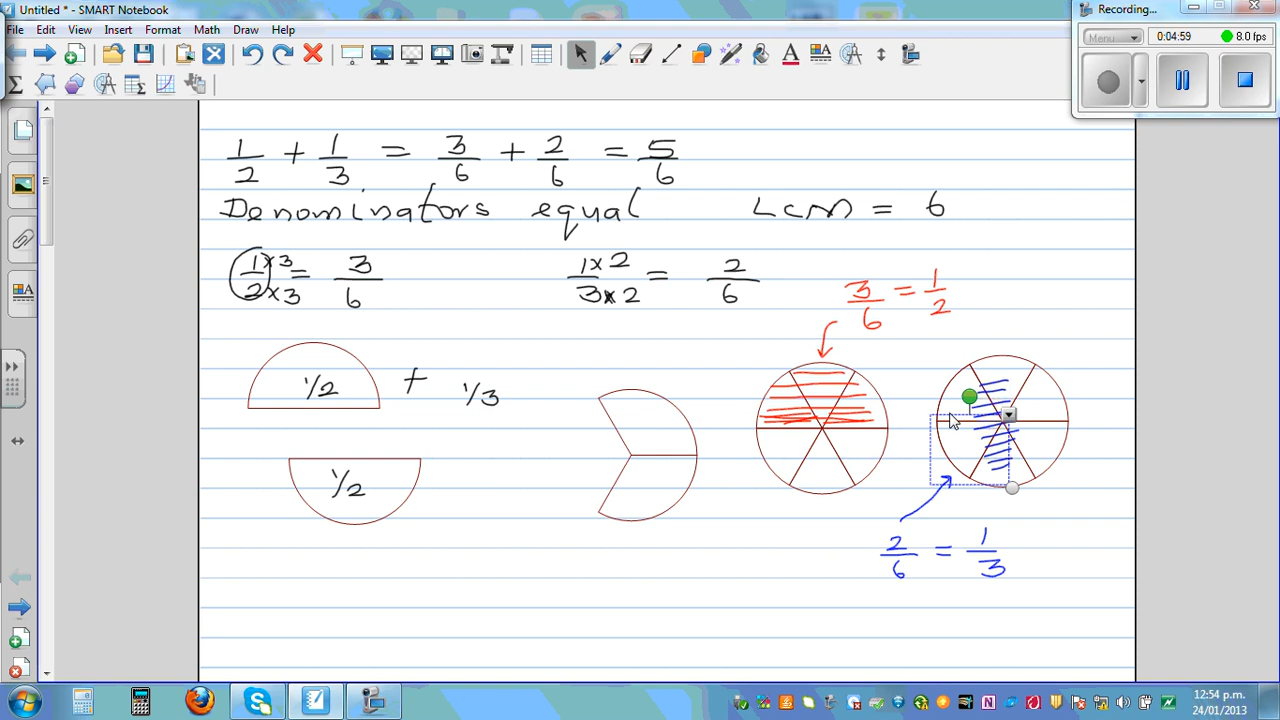 Untitled * - SMART Notebook
File Edit View Insert Format Math Draw Help
Recording...
Menu
0:04:59
8.0 fps
1/2 + 1/3 = 3/6 + 2/6 = 5/6
Denominators equal LCM = 6
1×3/2×3 = 3/6 1×2/3×2 = 2/6
3/6 = 1/2
1/2 + 1/3
1/2
2/6 = 1/3
12:54 p.m.
24/01/2013